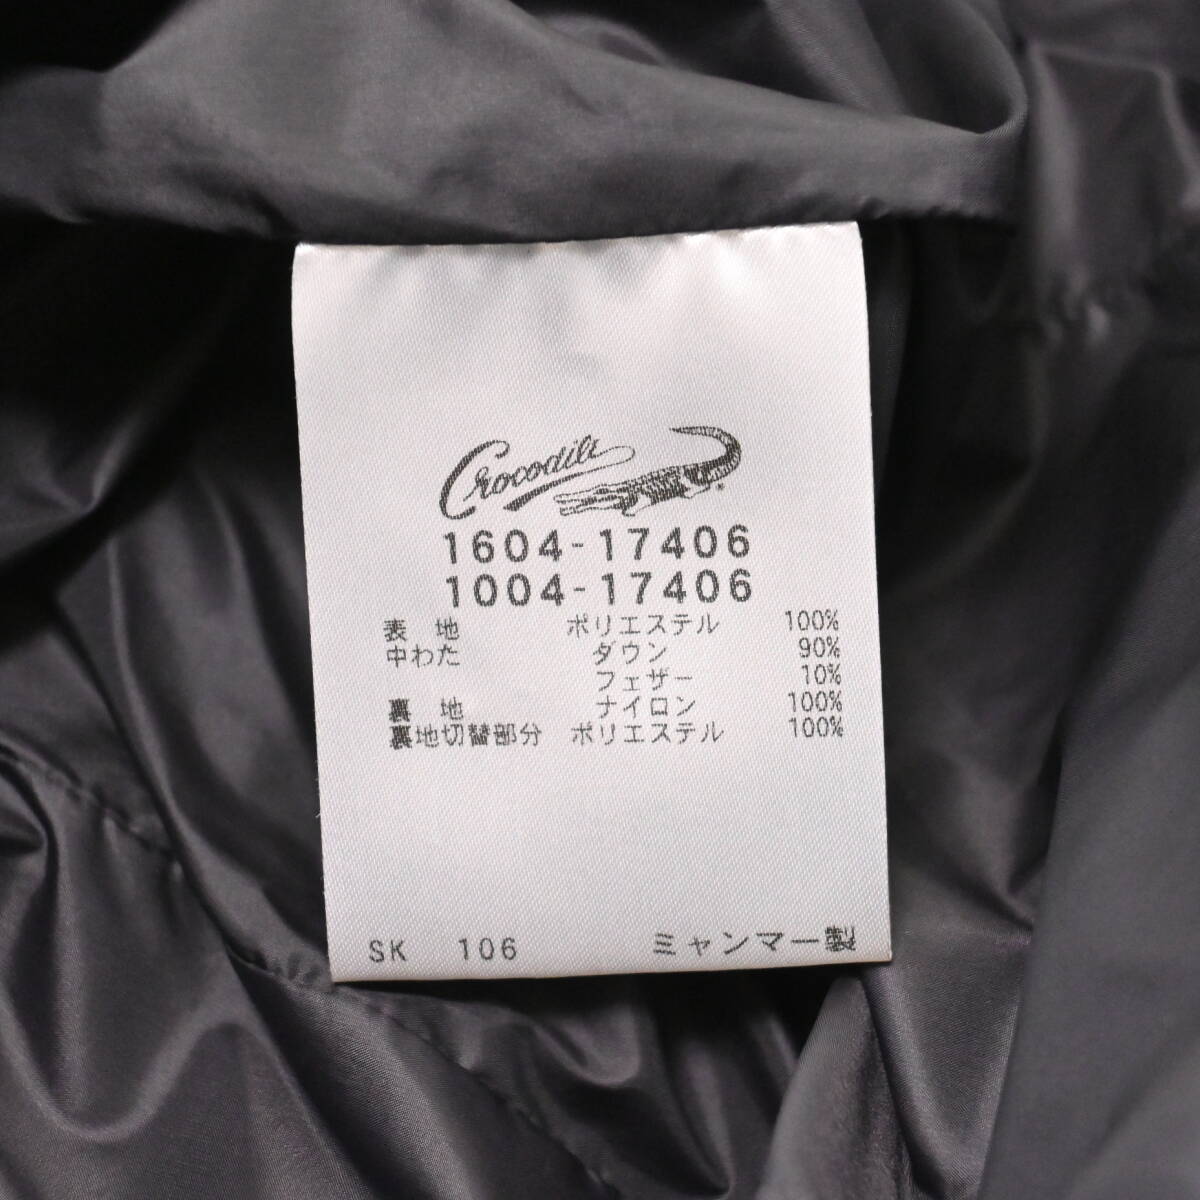 Crocodile
1604-17406
1004-17406
表 地 ポリエステル 100%
中わた ダウン 90%
フェザー 10%
裏 地 ナイロン 100%
裏地切替部分 ポリエステル 100%
SK 106 ミャンマー製